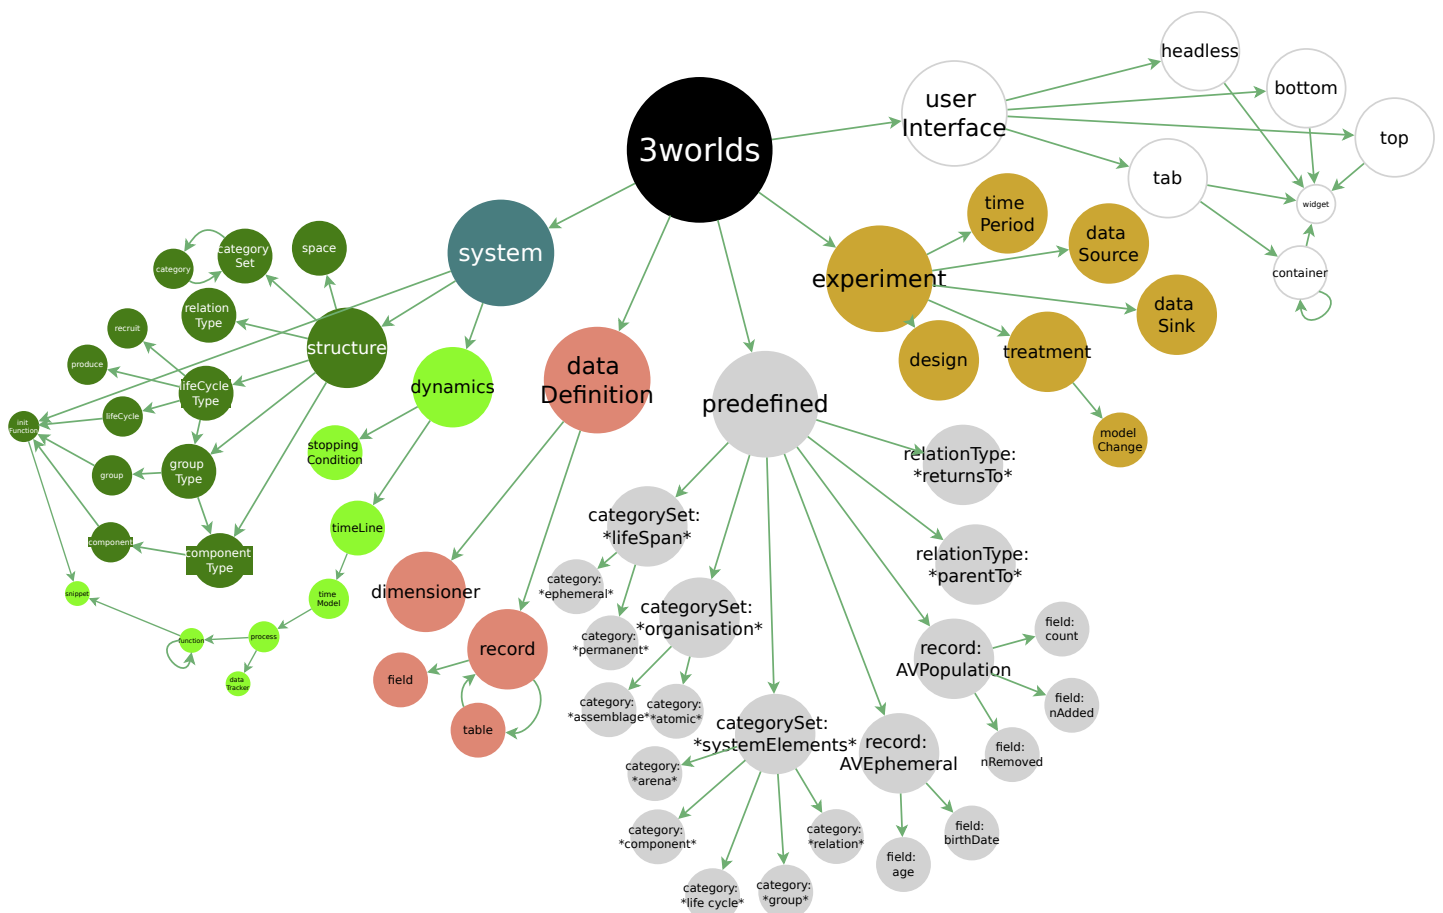 3worlds
user
Interface
headless
bottom
top
tab
widget
container
system
experiment
time
Period
data
Source
data
Sink
design
treatment
model
Change
category
Set
category
space
relation
Type
structure
recruit
produce
lifeCycle
Type
lifeCycle
init
Function
group
Type
group
component
component
Type
snippet
dynamics
stopping
Condition
timeLine
time
Model
process
function
data
Tracker
data
Definition
dimensioner
record
field
table
predefined
relationType:
*returnsTo*
relationType:
*parentTo*
categorySet:
*lifeSpan*
category:
*ephemeral*
category:
*permanent*
categorySet:
*organisation*
category:
*assemblage*
category:
*atomic*
categorySet:
*systemElements*
category:
*arena*
category:
*component*
category:
*life cycle*
category:
*group*
category:
*relation*
record:
AVEphemeral
field:
age
field:
birthDate
record:
AVPopulation
field:
count
field:
nAdded
field:
nRemoved